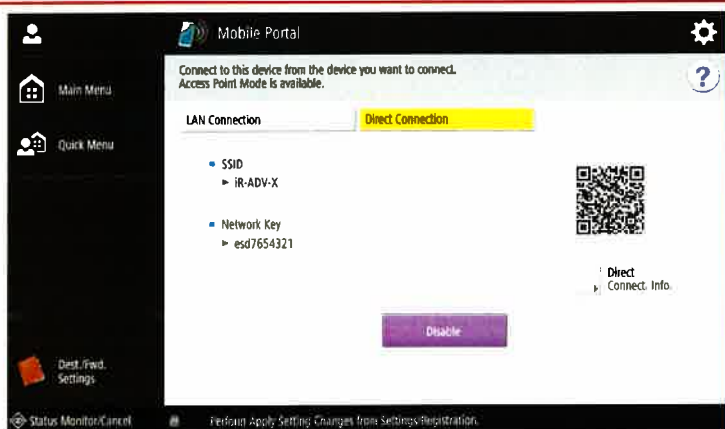 Mobile Portal
Main Menu
Quick Menu
Connect to this device from the device you want to connect.
Access Point Mode is available.
?
LAN Connection
Direct Connection
SSID
iR-ADV-X
Network Key
esd7654321
Direct
Connect. Info.
Disable
Dest./Fwd.
Settings
Status Monitor/Cancel
Perform Apply Setting Changes from Settings/Registration.